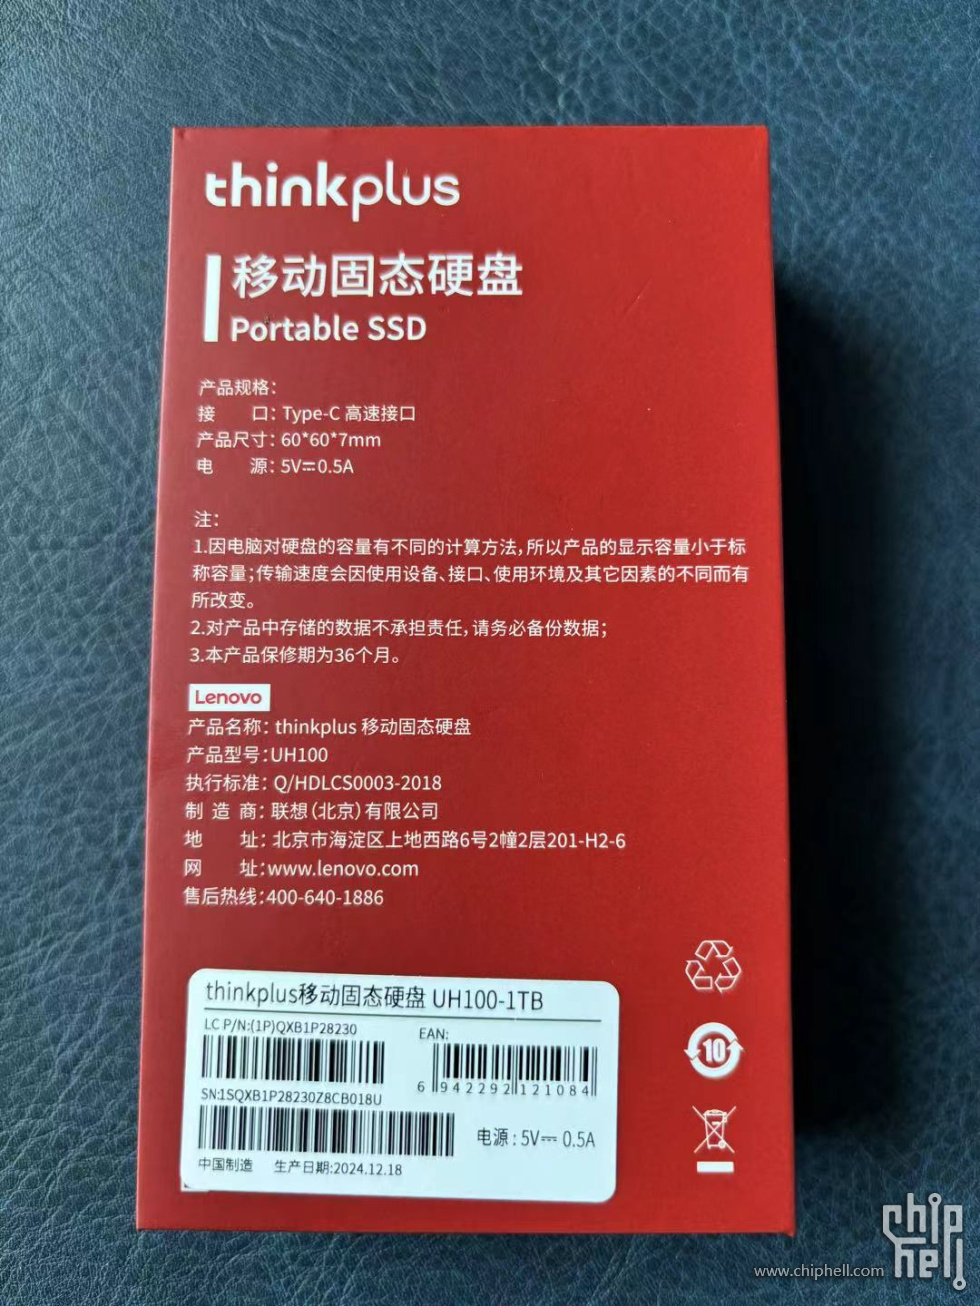 thinkplus
移动固态硬盘
Portable SSD
产品规格：
接 口：Type-C 高速接口
产品尺寸：60*60*7mm
电 源：5V⎓0.5A
注：
1.因电脑对硬盘的容量有不同的计算方法，所以产品的显示容量小于标
称容量；传输速度会因使用设备、接口、使用环境及其它因素的不同而有
所改变。
2.对产品中存储的数据不承担责任，请务必备份数据；
3.本产品保修期为36个月。
Lenovo
产品名称：thinkplus 移动固态硬盘
产品型号：UH100
执行标准：Q/HDLCS0003-2018
制 造 商：联想（北京）有限公司
地 址：北京市海淀区上地西路6号2幢2层201-H2-6
网 址：www.lenovo.com
售后热线：400-640-1886
10
thinkplus移动固态硬盘 UH100-1TB
LC P/N:(1P)QXB1P28230
EAN:
6 942292 121084
SN:1SQXB1P28230Z8CB018U
电源：5V⎓ 0.5A
中国制造 生产日期:2024.12.18
chip
hell
www.chiphell.com